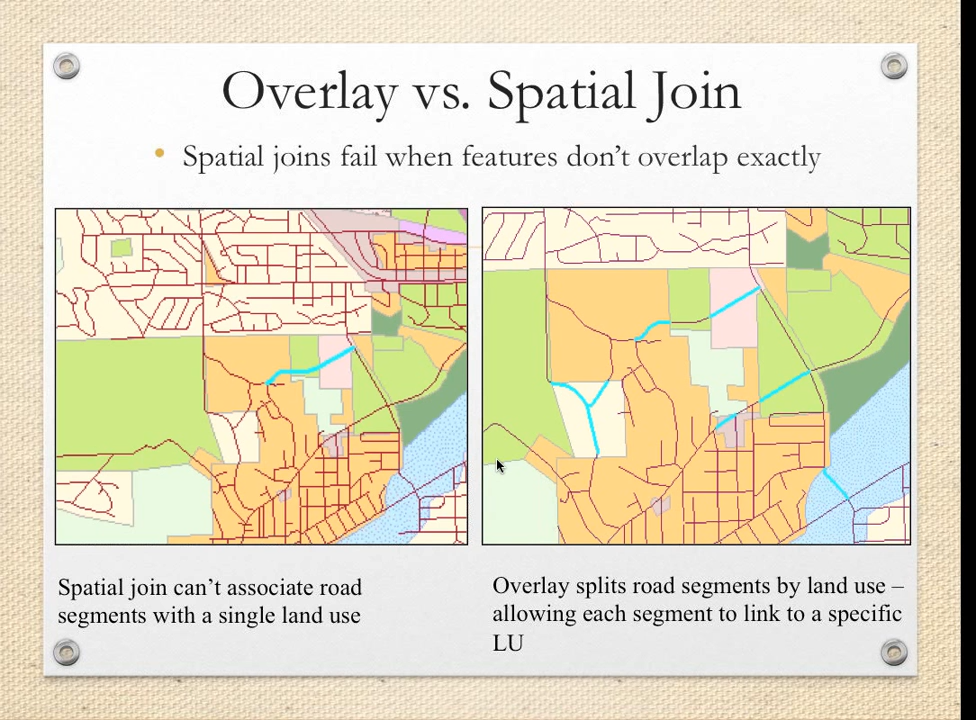 Overlay vs. Spatial Join
• Spatial joins fail when features don’t overlap exactly
Spatial join can’t associate road
segments with a single land use
Overlay splits road segments by land use –
allowing each segment to link to a specific
LU